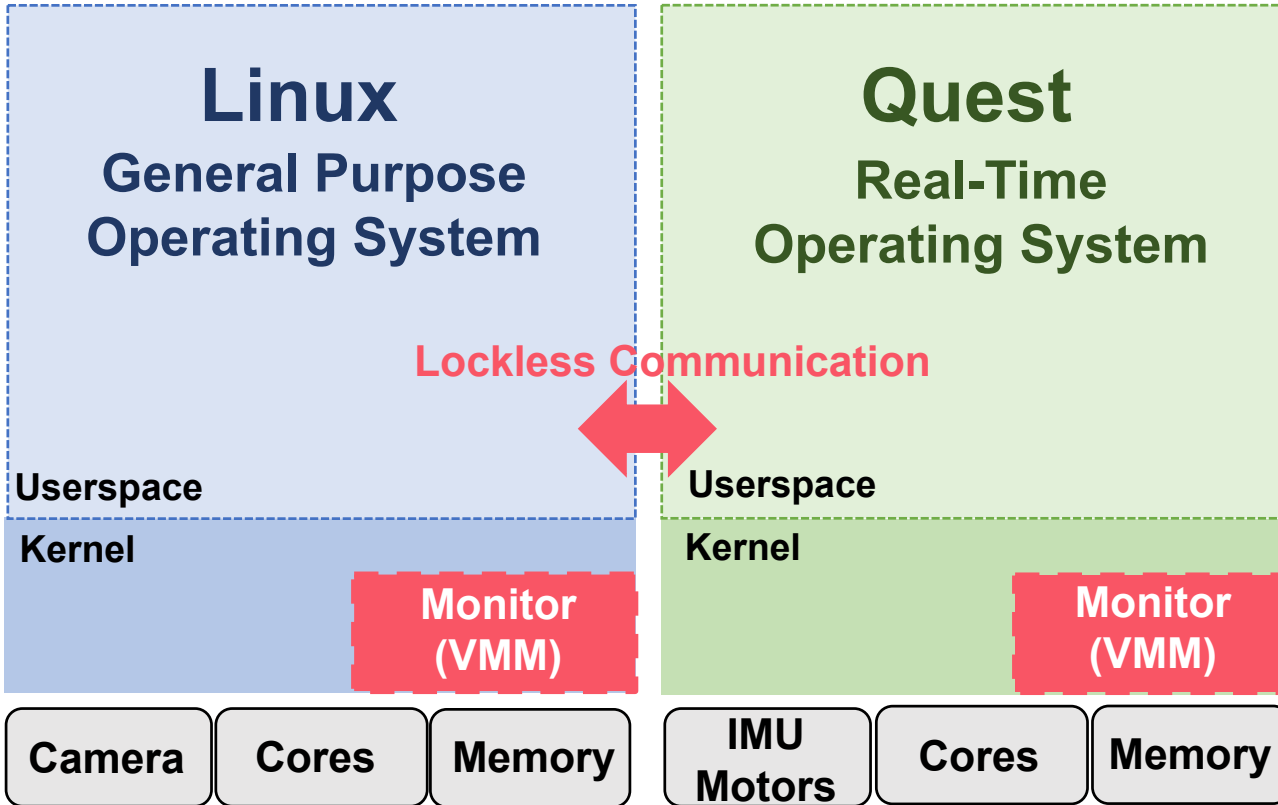 Linux
General Purpose
Operating System
Quest
Real-Time
Operating System
Lockless Communication
Userspace
Userspace
Kernel
Kernel
Monitor
(VMM)
Monitor
(VMM)
Camera
Cores
Memory
IMU
Motors
Cores
Memory